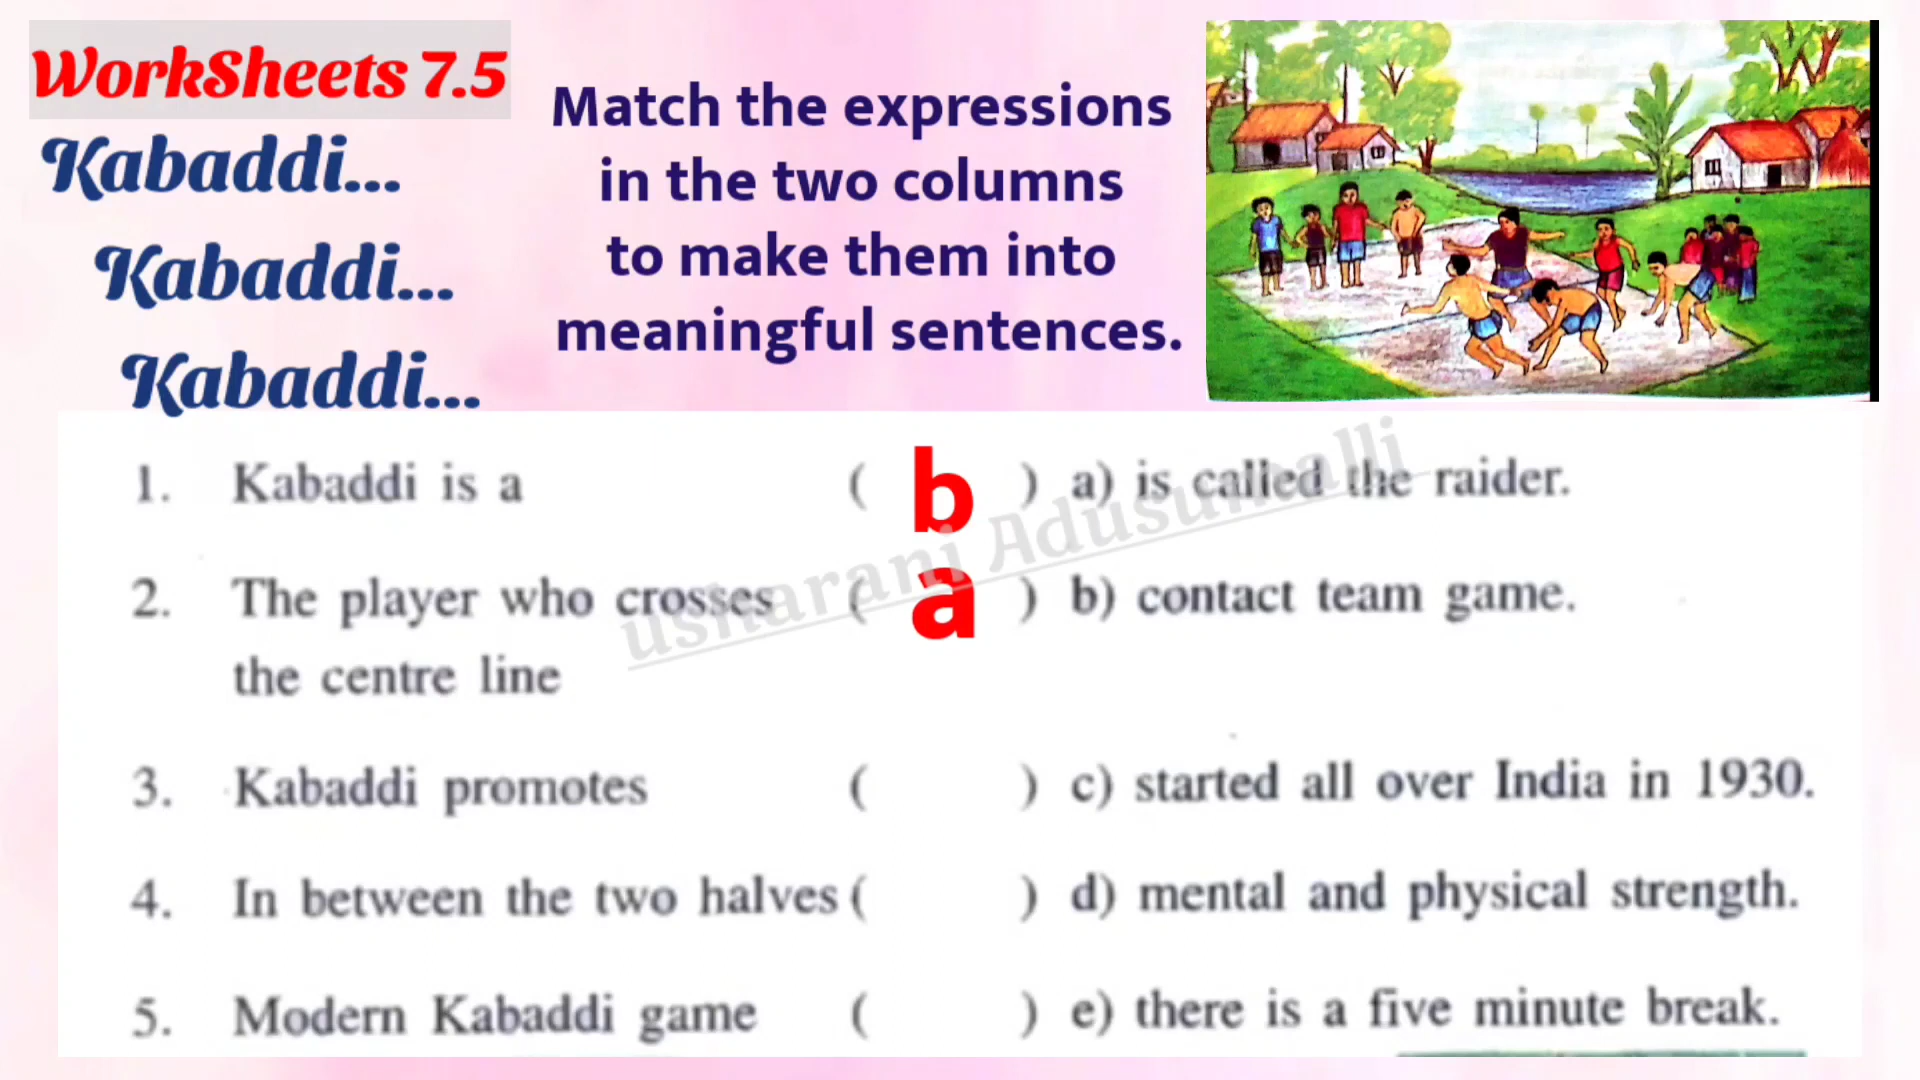 WorkSheets 7.5
Kabaddi...
Kabaddi...
Kabaddi...
Match the expressions
in the two columns
to make them into
meaningful sentences.
1. Kabaddi is a ( b ) a) is called the raider.
2. The player who crosses ( a ) b) contact team game.
the centre line
3. Kabaddi promotes ( ) c) started all over India in 1930.
4. In between the two halves ( ) d) mental and physical strength.
5. Modern Kabaddi game ( ) e) there is a five minute break.
usharani Adusumalli